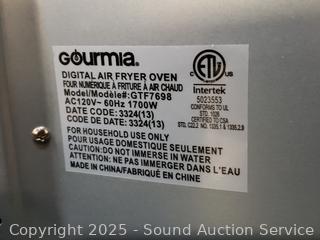 GOURMIA.
DIGITAL AIR FRYER OVEN
FOUR NUMÉRIQUE À FRITURE À AIR CHAUD
Model/Modèle#:GTF7698
AC120V~ 60Hz 1700W
DATE CODE: 3324(13)
CODE DE DATE: 3324(13)
FOR HOUSEHOLD USE ONLY
POUR USAGE DOMESTIQUE SEULEMENT
CAUTION-DO NOT IMMERSE IN WATER
ATTENTION-NE PAS IMMERGER DANS L'EAU
MADE IN CHINA/FABRIQUÉ EN CHINE
ETL
C US
LISTED
Intertek
5023553
CONFORMS TO UL
STD. 1026
CERTIFIED TO CSA
STD. C22.2 NO. 1335.1 & 1335.2.9
Copyright 2025 - Sound Auction Service